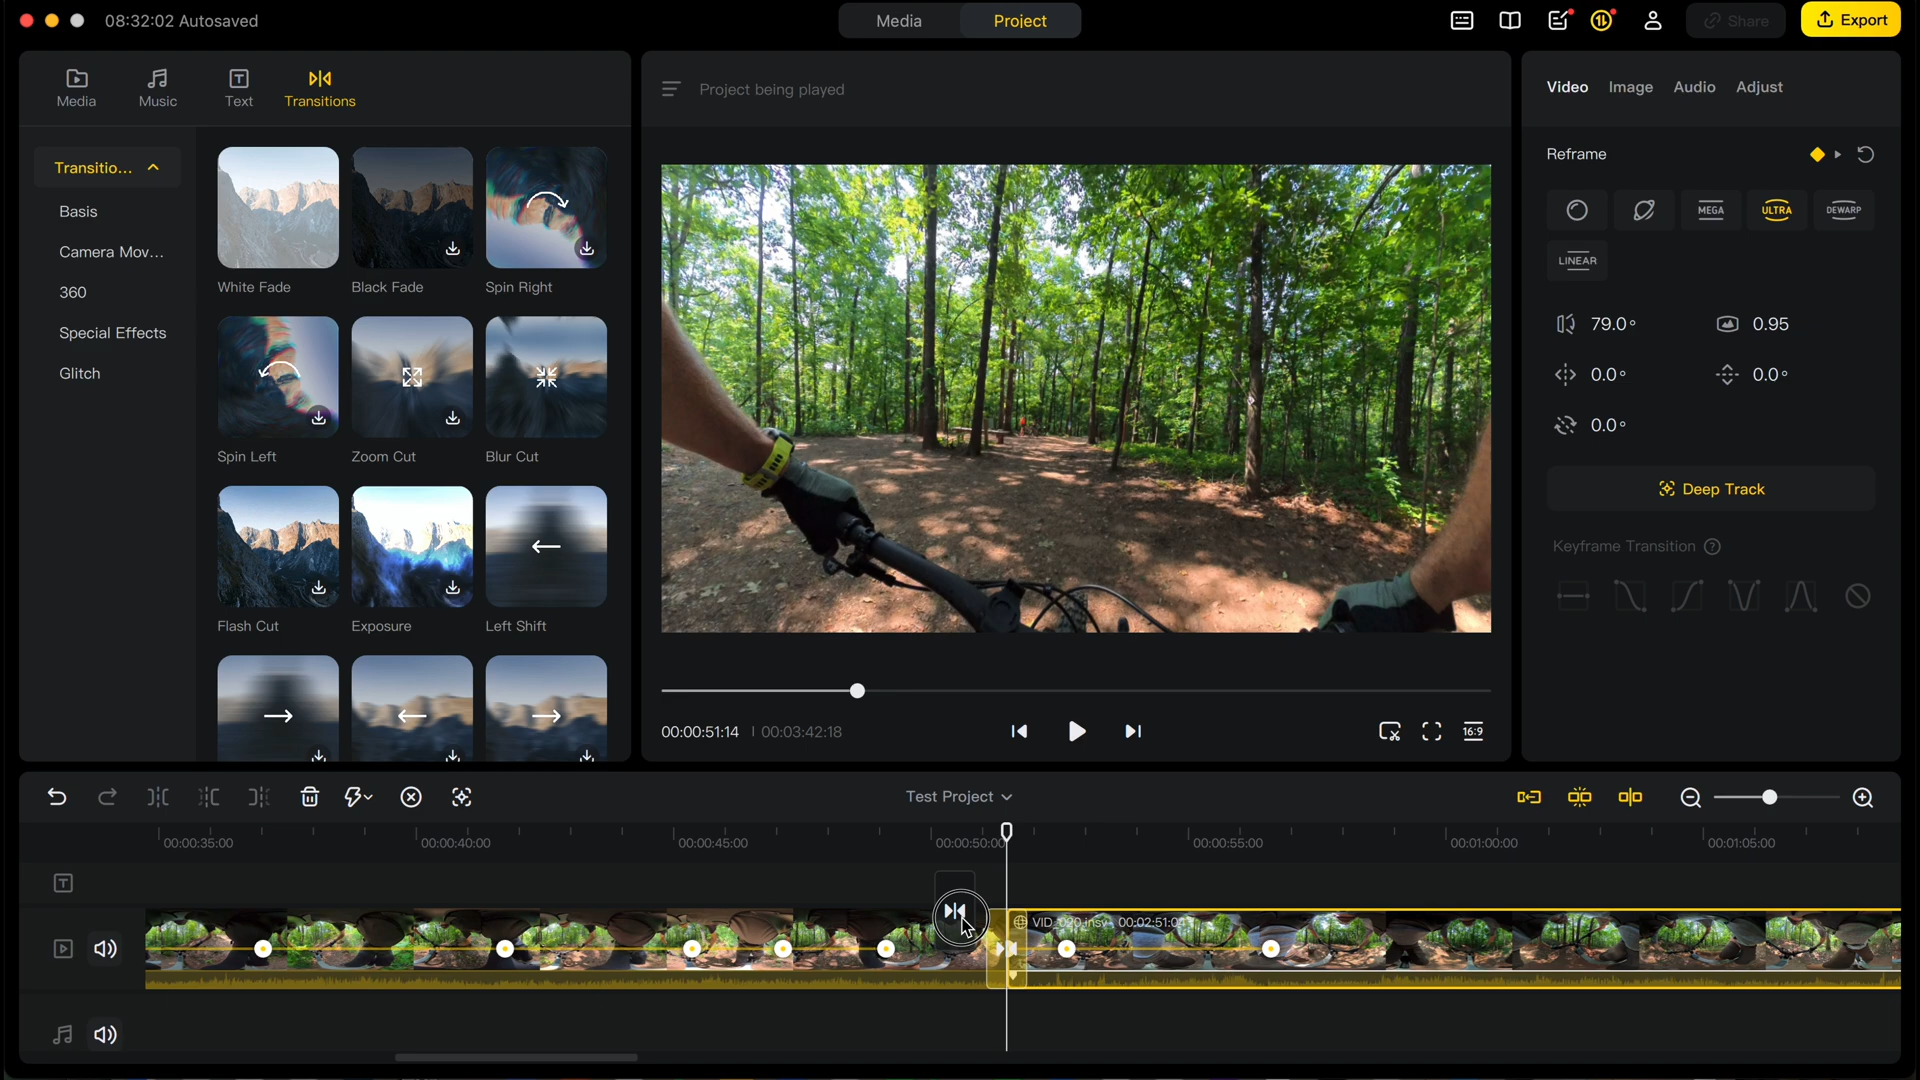 08:32:02 Autosaved
Media
Project
Share
Export
Media
Music
Text
Transitions
Transitio...
Basis
Camera Mov...
360
Special Effects
Glitch
White Fade
Black Fade
Spin Right
Spin Left
Zoom Cut
Blur Cut
Flash Cut
Exposure
Left Shift
Project being played
00:00:51:14 | 00:03:42:18
16:9
Video
Image
Audio
Adjust
Reframe
MEGA
ULTRA
DEWARP
LINEAR
79.0°
0.95
0.0°
0.0°
0.0°
Deep Track
Keyframe Transition ?
Test Project
00:00:35:00
00:00:40:00
00:00:45:00
00:00:50:00
00:00:55:00
00:01:00:00
00:01:05:00